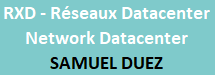 RXD - Réseaux Datacenter
Network Datacenter
SAMUEL DUEZ